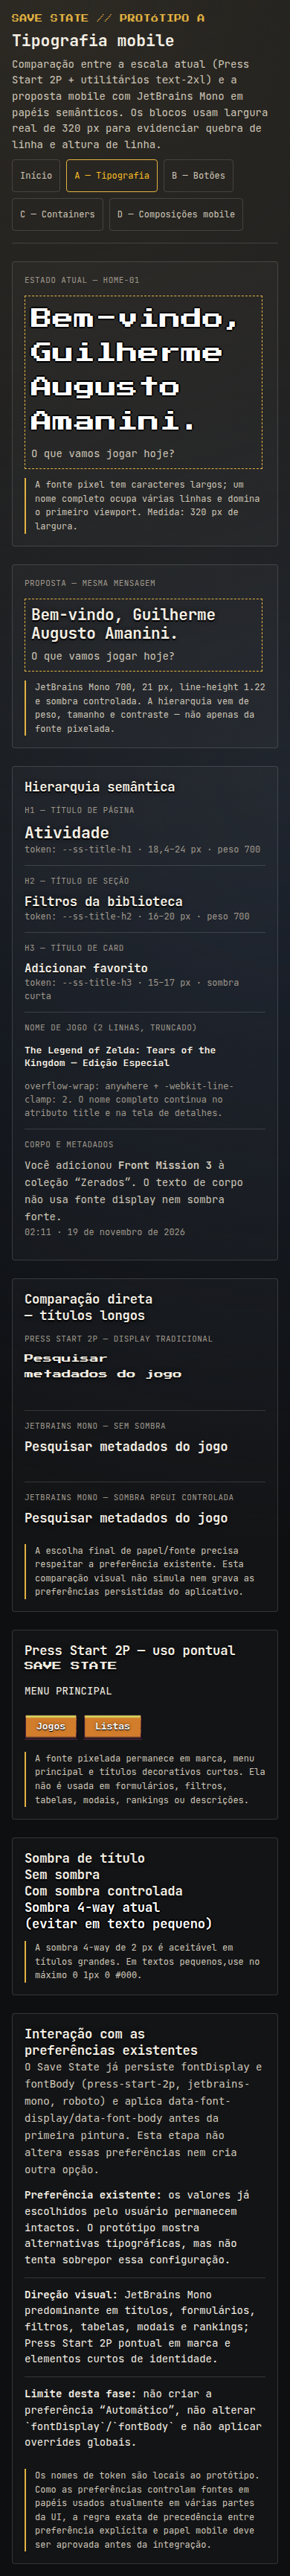 SAVE STATE // PROTóTIPO A
Tipografia mobile
Comparação entre a escala atual (Press
Start 2P + utilitários text-2xl) e a
proposta mobile com JetBrains Mono em
papéis semânticos. Os blocos usam largura
real de 320 px para evidenciar quebra de
linha e altura de linha.
Início
A — Tipografia
B — Botões
C — Containers
D — Composições mobile
ESTADO ATUAL — HOME-01
Bem-vindo,
Guilherme
Augusto
Amanini.
O que vamos jogar hoje?
A fonte pixel tem caracteres largos; um
nome completo ocupa várias linhas e domina
o primeiro viewport. Medida: 320 px de
largura.
PROPOSTA — MESMA MENSAGEM
Bem-vindo, Guilherme
Augusto Amanini.
O que vamos jogar hoje?
JetBrains Mono 700, 21 px, line-height 1.22
e sombra controlada. A hierarquia vem de
peso, tamanho e contraste — não apenas da
fonte pixelada.
Hierarquia semântica
H1 — TÍTULO DE PÁGINA
Atividade
token: --ss-title-h1 · 18,4–24 px · peso 700
H2 — TÍTULO DE SEÇÃO
Filtros da biblioteca
token: --ss-title-h2 · 16–20 px · peso 700
H3 — TÍTULO DE CARD
Adicionar favorito
token: --ss-title-h3 · 15–17 px · sombra
curta
NOME DE JOGO (2 LINHAS, TRUNCADO)
The Legend of Zelda: Tears of the
Kingdom — Edição Especial
overflow-wrap: anywhere + -webkit-line-
clamp: 2. O nome completo continua no
atributo title e na tela de detalhes.
CORPO E METADADOS
Você adicionou Front Mission 3 à
coleção “Zerados”. O texto de corpo
não usa fonte display nem sombra
forte.
02:11 · 19 de novembro de 2026
Comparação direta
— títulos longos
PRESS START 2P — DISPLAY TRADICIONAL
Pesquisar
metadados do jogo
JETBRAINS MONO — SEM SOMBRA
Pesquisar metadados do jogo
JETBRAINS MONO — SOMBRA RPGUI CONTROLADA
Pesquisar metadados do jogo
A escolha final de papel/fonte precisa
respeitar a preferência existente. Esta
comparação visual não simula nem grava as
preferências persistidas do aplicativo.
Press Start 2P — uso pontual
SAVE STATE
MENU PRINCIPAL
Jogos
Listas
A fonte pixelada permanece em marca, menu
principal e títulos decorativos curtos. Ela
não é usada em formulários, filtros,
tabelas, modais, rankings ou descrições.
Sombra de título
Sem sombra
Com sombra controlada
Sombra 4-way atual
(evitar em texto pequeno)
A sombra 4-way de 2 px é aceitável em
títulos grandes. Em textos pequenos,use no
máximo 0 1px 0 #000.
Interação com as
preferências existentes
O Save State já persiste fontDisplay e
fontBody (press-start-2p, jetbrains-
mono, roboto) e aplica data-font-
display/data-font-body antes da
primeira pintura. Esta etapa não
altera essas preferências nem cria
outra opção.
Preferência existente: os valores já
escolhidos pelo usuário permanecem
intactos. O protótipo mostra
alternativas tipográficas, mas não
tenta sobrepor essa configuração.
Direção visual: JetBrains Mono
predominante em títulos, formulários,
filtros, tabelas, modais e rankings;
Press Start 2P pontual em marca e
elementos curtos de identidade.
Limite desta fase: não criar a
preferência “Automático”, não alterar
`fontDisplay`/`fontBody` e não aplicar
overrides globais.
Os nomes de token são locais ao protótipo.
Como as preferências controlam fontes em
papéis usados atualmente em várias partes
da UI, a regra exata de precedência entre
preferência explícita e papel mobile deve
ser aprovada antes da integração.